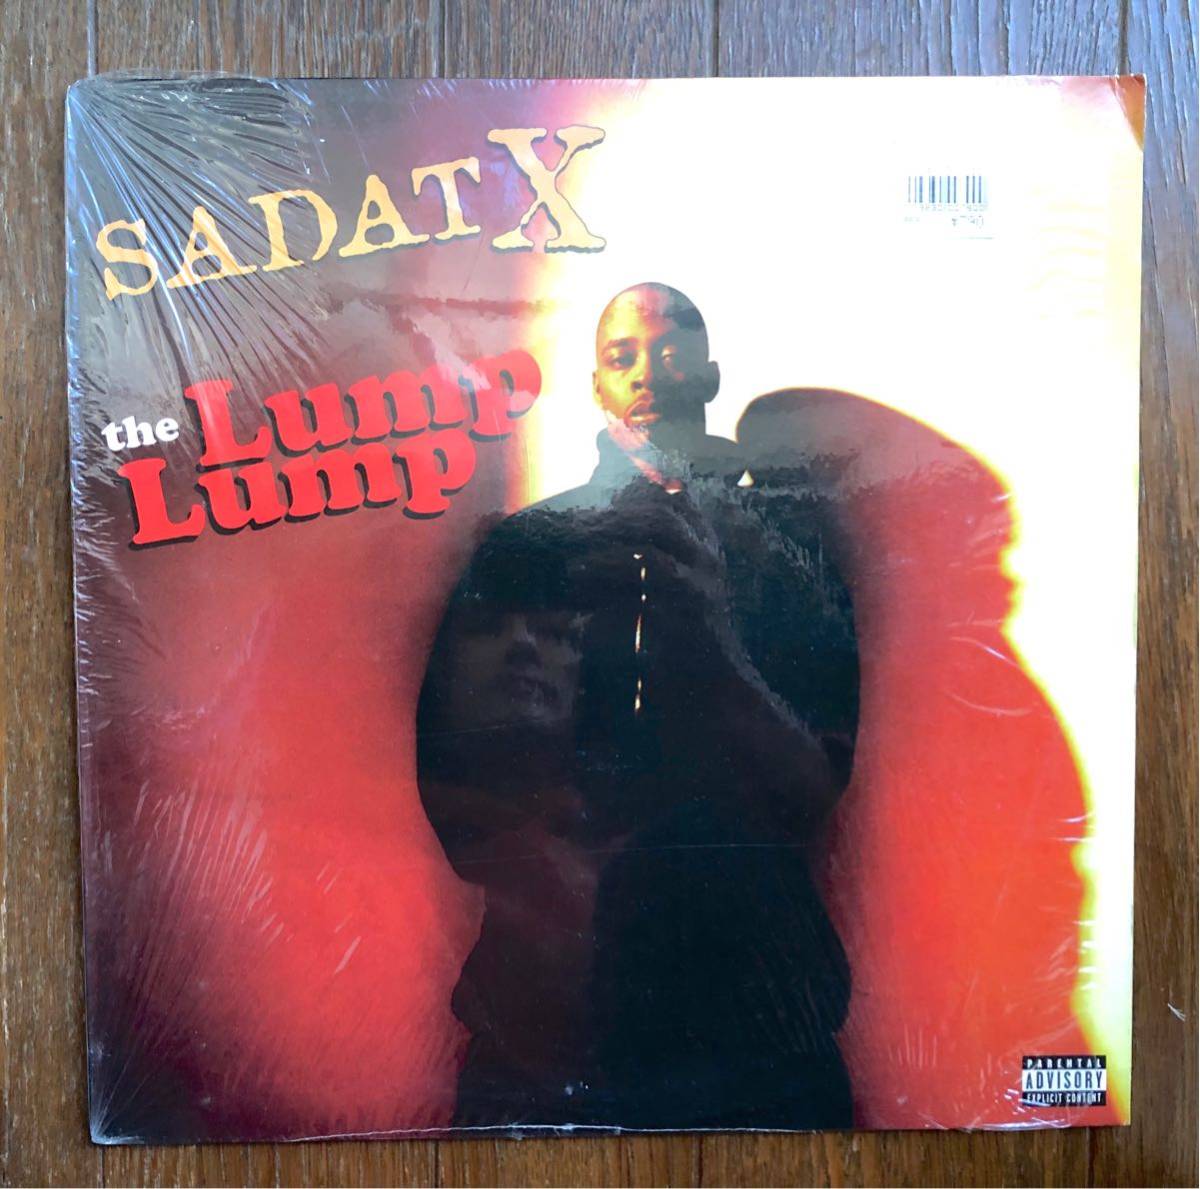 SADAT X
the Lump
Lump
PARENTAL
ADVISORY
EXPLICIT CONTENT